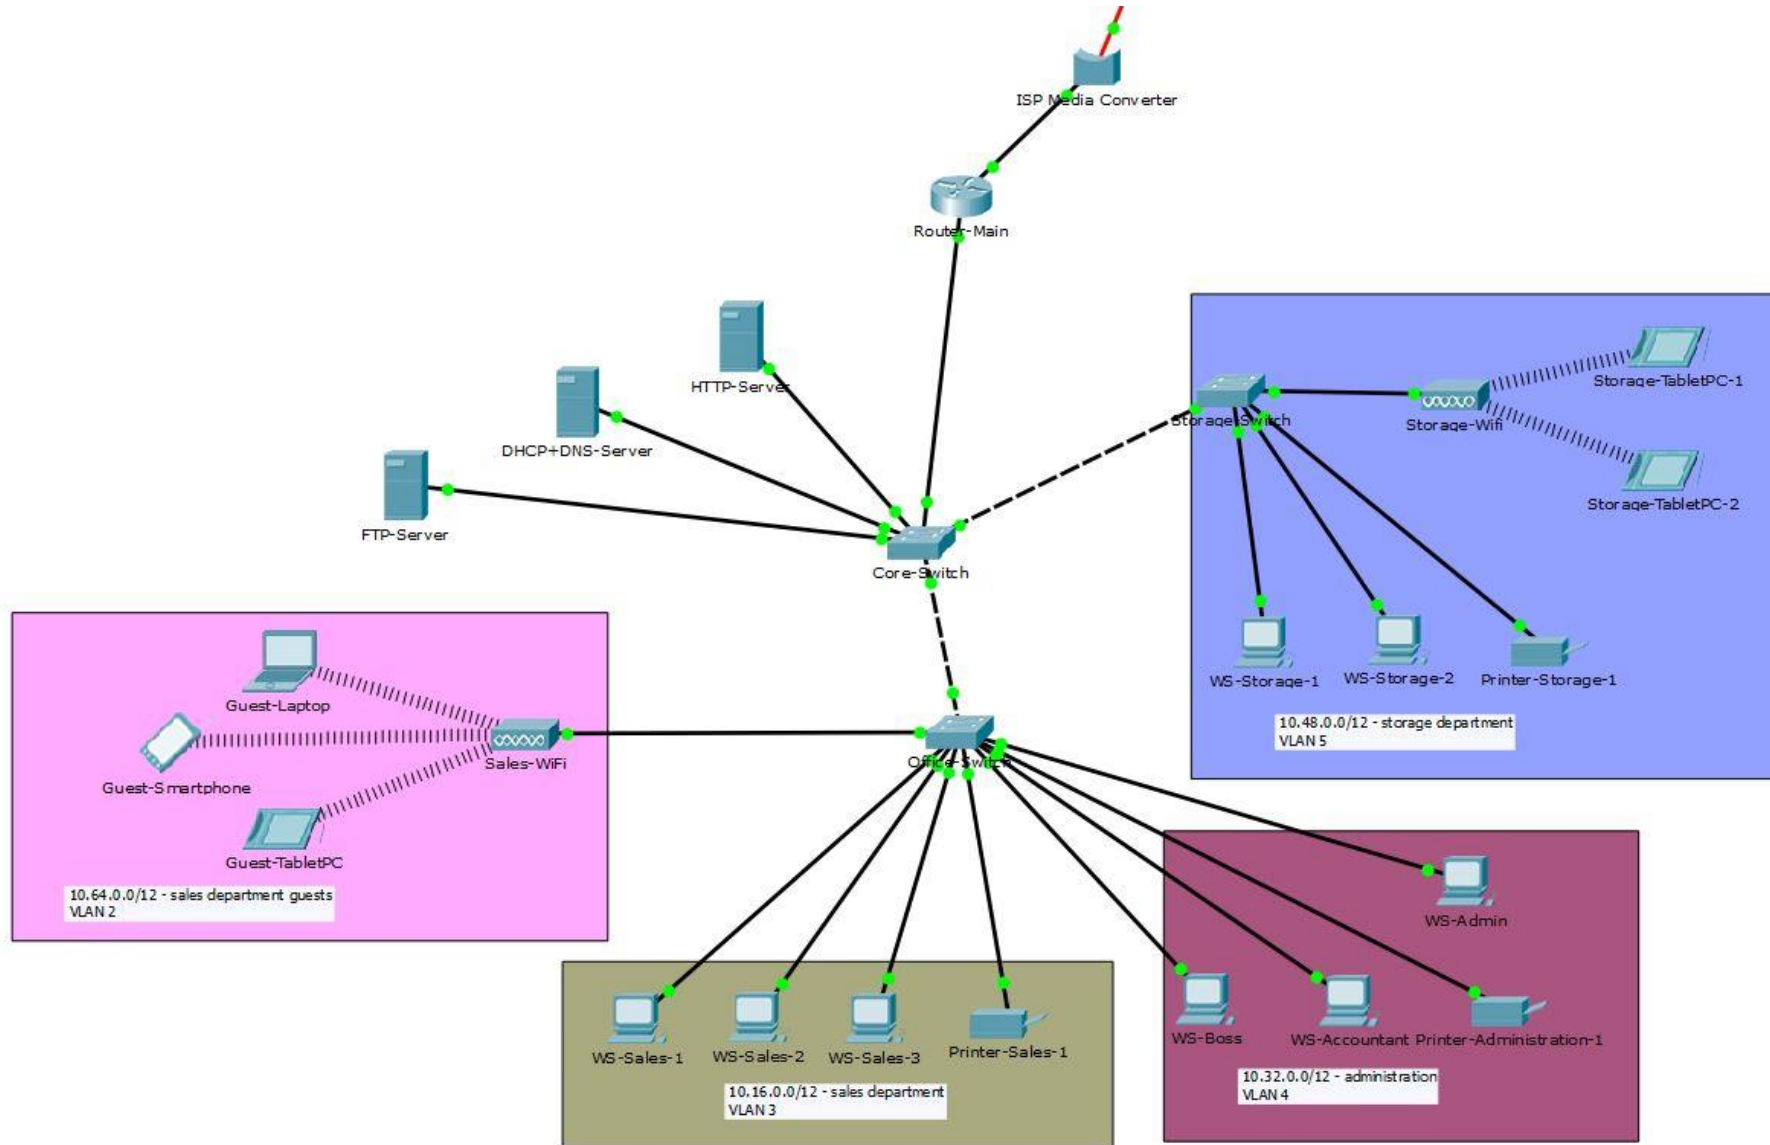 ISP Media Converter
Router-Main
HTTP-Server
DHCP+DNS-Server
FTP-Server
Core-Switch
Storage-Switch
Storage-Wifi
Storage-TabletPC-1
Storage-TabletPC-2
WS-Storage-1
WS-Storage-2
Printer-Storage-1
10.48.0.0/12 - storage department
VLAN 5
Guest-Laptop
Guest-Smartphone
Sales-WiFi
Guest-TabletPC
10.64.0.0/12 - sales department guests
VLAN 2
Office-Switch
WS-Sales-1
WS-Sales-2
WS-Sales-3
Printer-Sales-1
10.16.0.0/12 - sales department
VLAN 3
WS-Admin
WS-Boss
WS-Accountant
Printer-Administration-1
10.32.0.0/12 - administration
VLAN 4